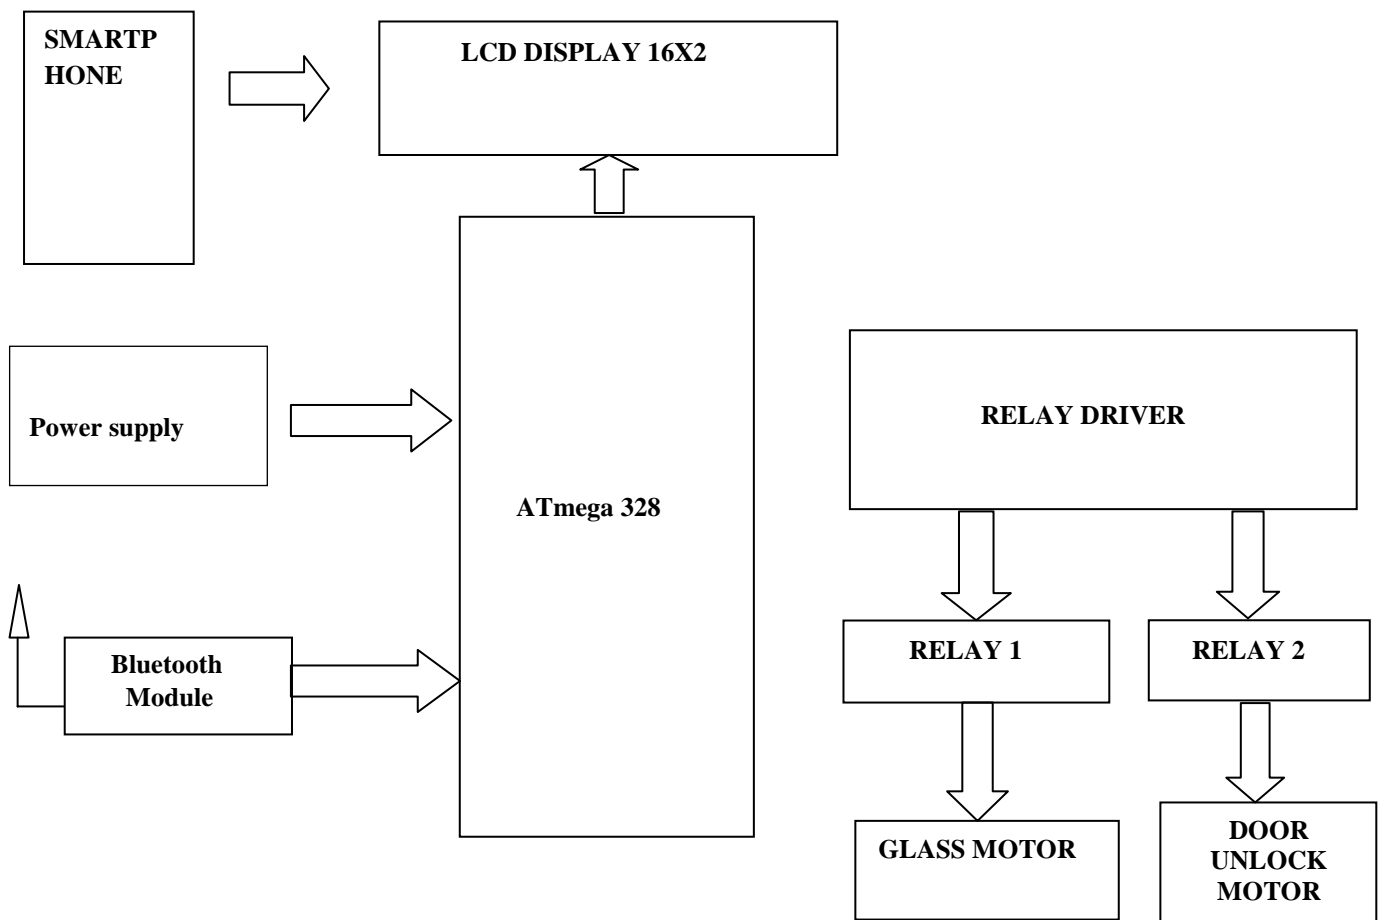 SMARTP
HONE
LCD DISPLAY 16X2
Power supply
RELAY DRIVER
ATmega 328
Bluetooth
Module
RELAY 1
RELAY 2
GLASS MOTOR
DOOR
UNLOCK
MOTOR